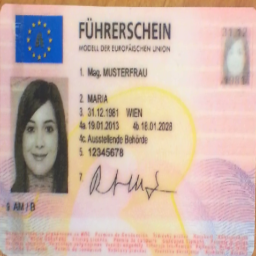 FÜHRERSCHEIN
MODELL DER EUROPÄISCHEN UNION
1. Mag. MUSTERFRAU
2. MARIA
3. 31.12.1981 WIEN
4a. 19.01.2013 4b. 18.01.2028
4c. Ausstellende Behörde
5. 12345678
7.
9. AM / B